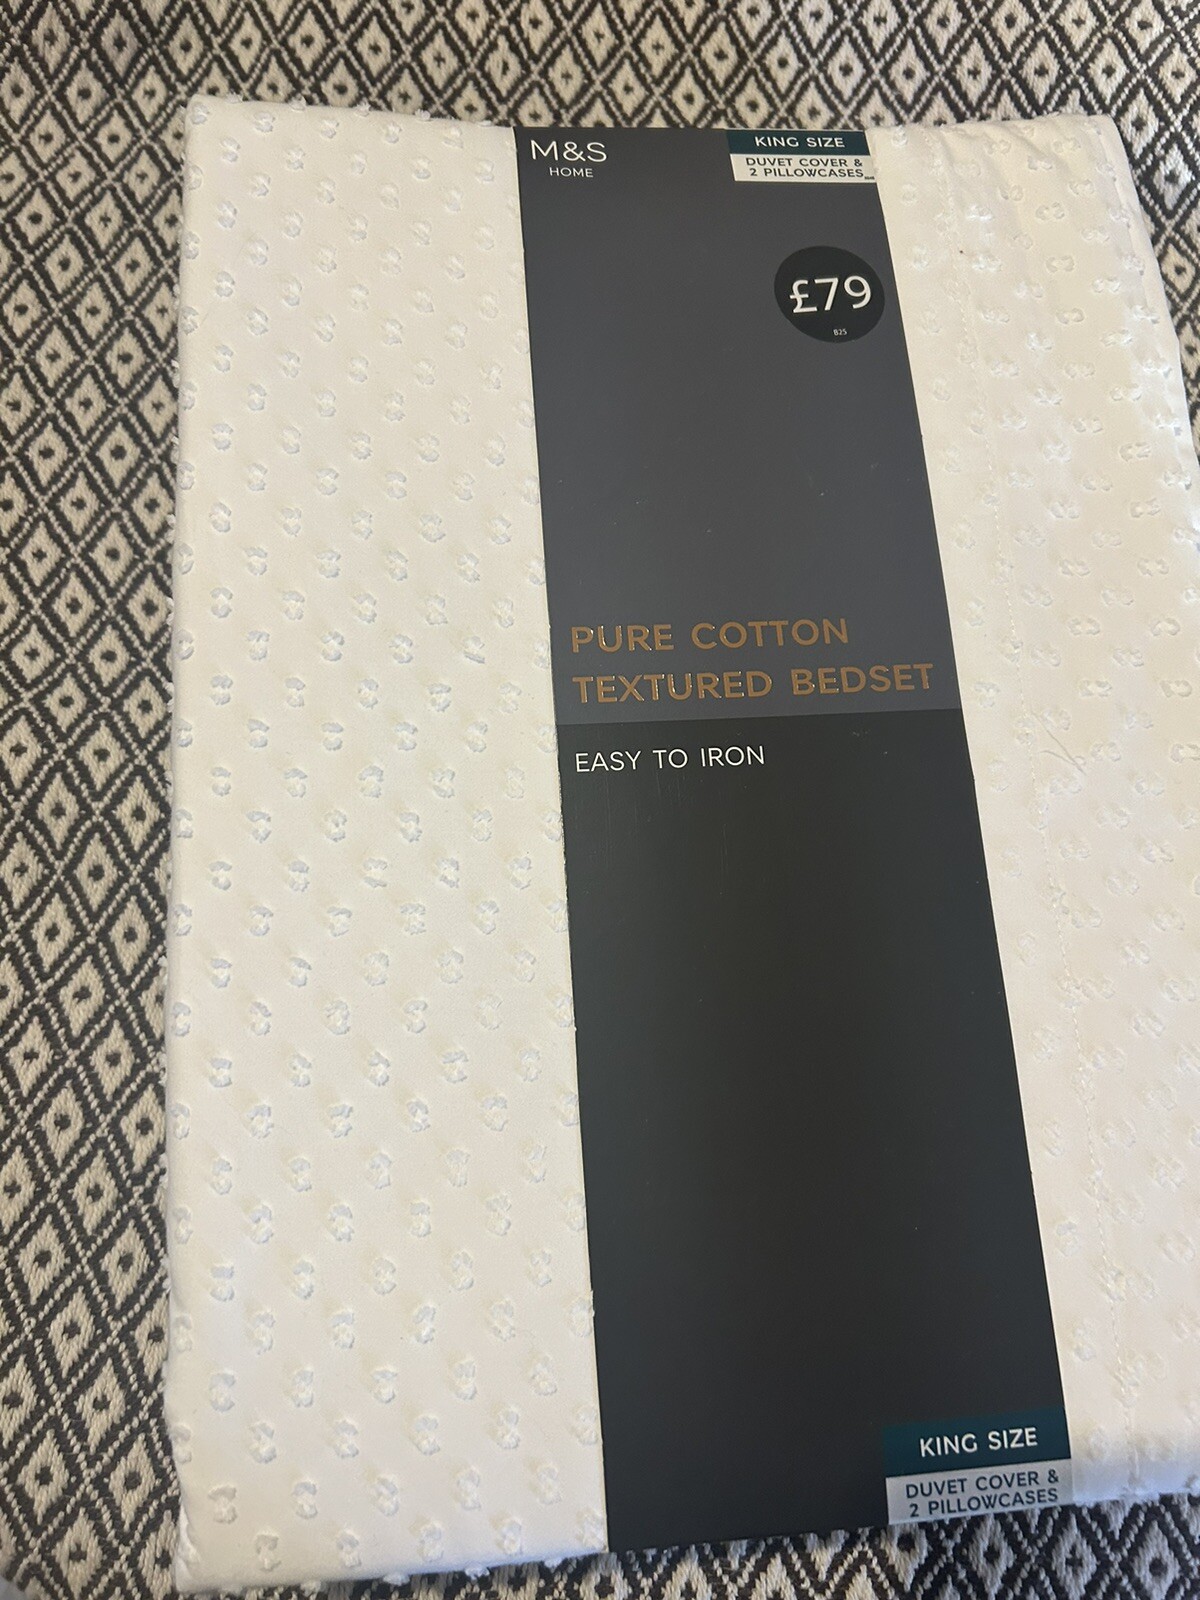 M&S
HOME
KING SIZE
DUVET COVER &
2 PILLOWCASES
£79
B25
PURE COTTON
TEXTURED BEDSET
EASY TO IRON
KING SIZE
DUVET COVER &
2 PILLOWCASES